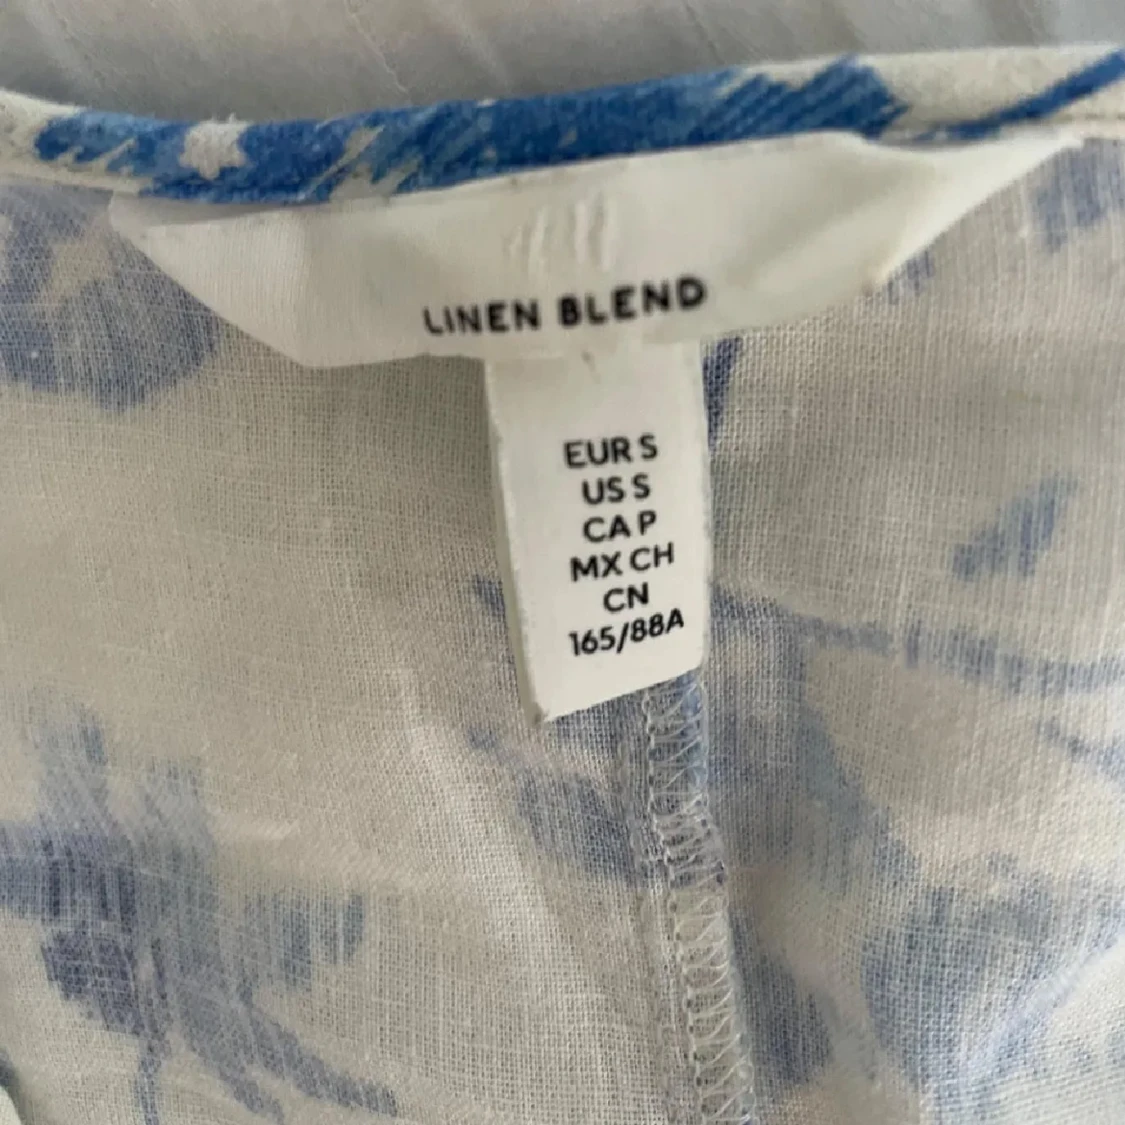 LINEN BLEND
EUR S
US S
CA P
MX CH
CN
165/88A